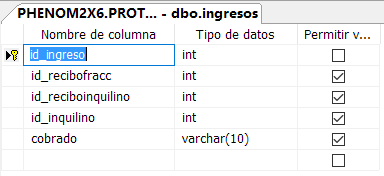 PHENOM2X6.PROT... - dbo.ingresos
Nombre de columna Tipo de datos Permitir v...
id_ingreso int
id_recibofracc int
id_reciboinquilino int
id_inquilino int
cobrado varchar(10)